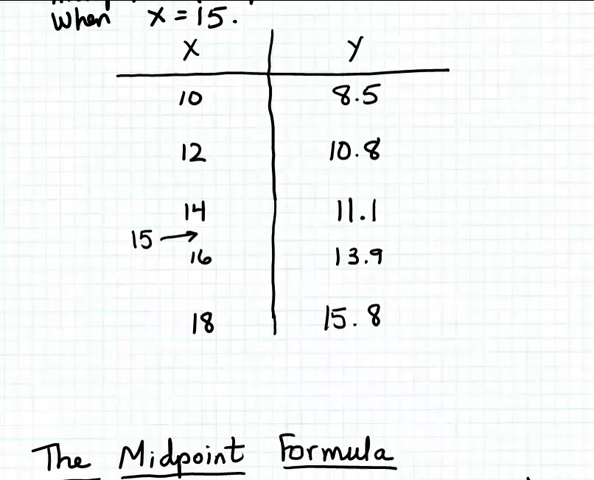 when x = 15.
X Y
10 8.5
12 10.8
14 11.1
15 →
16 13.9
18 15.8
The Midpoint Formula